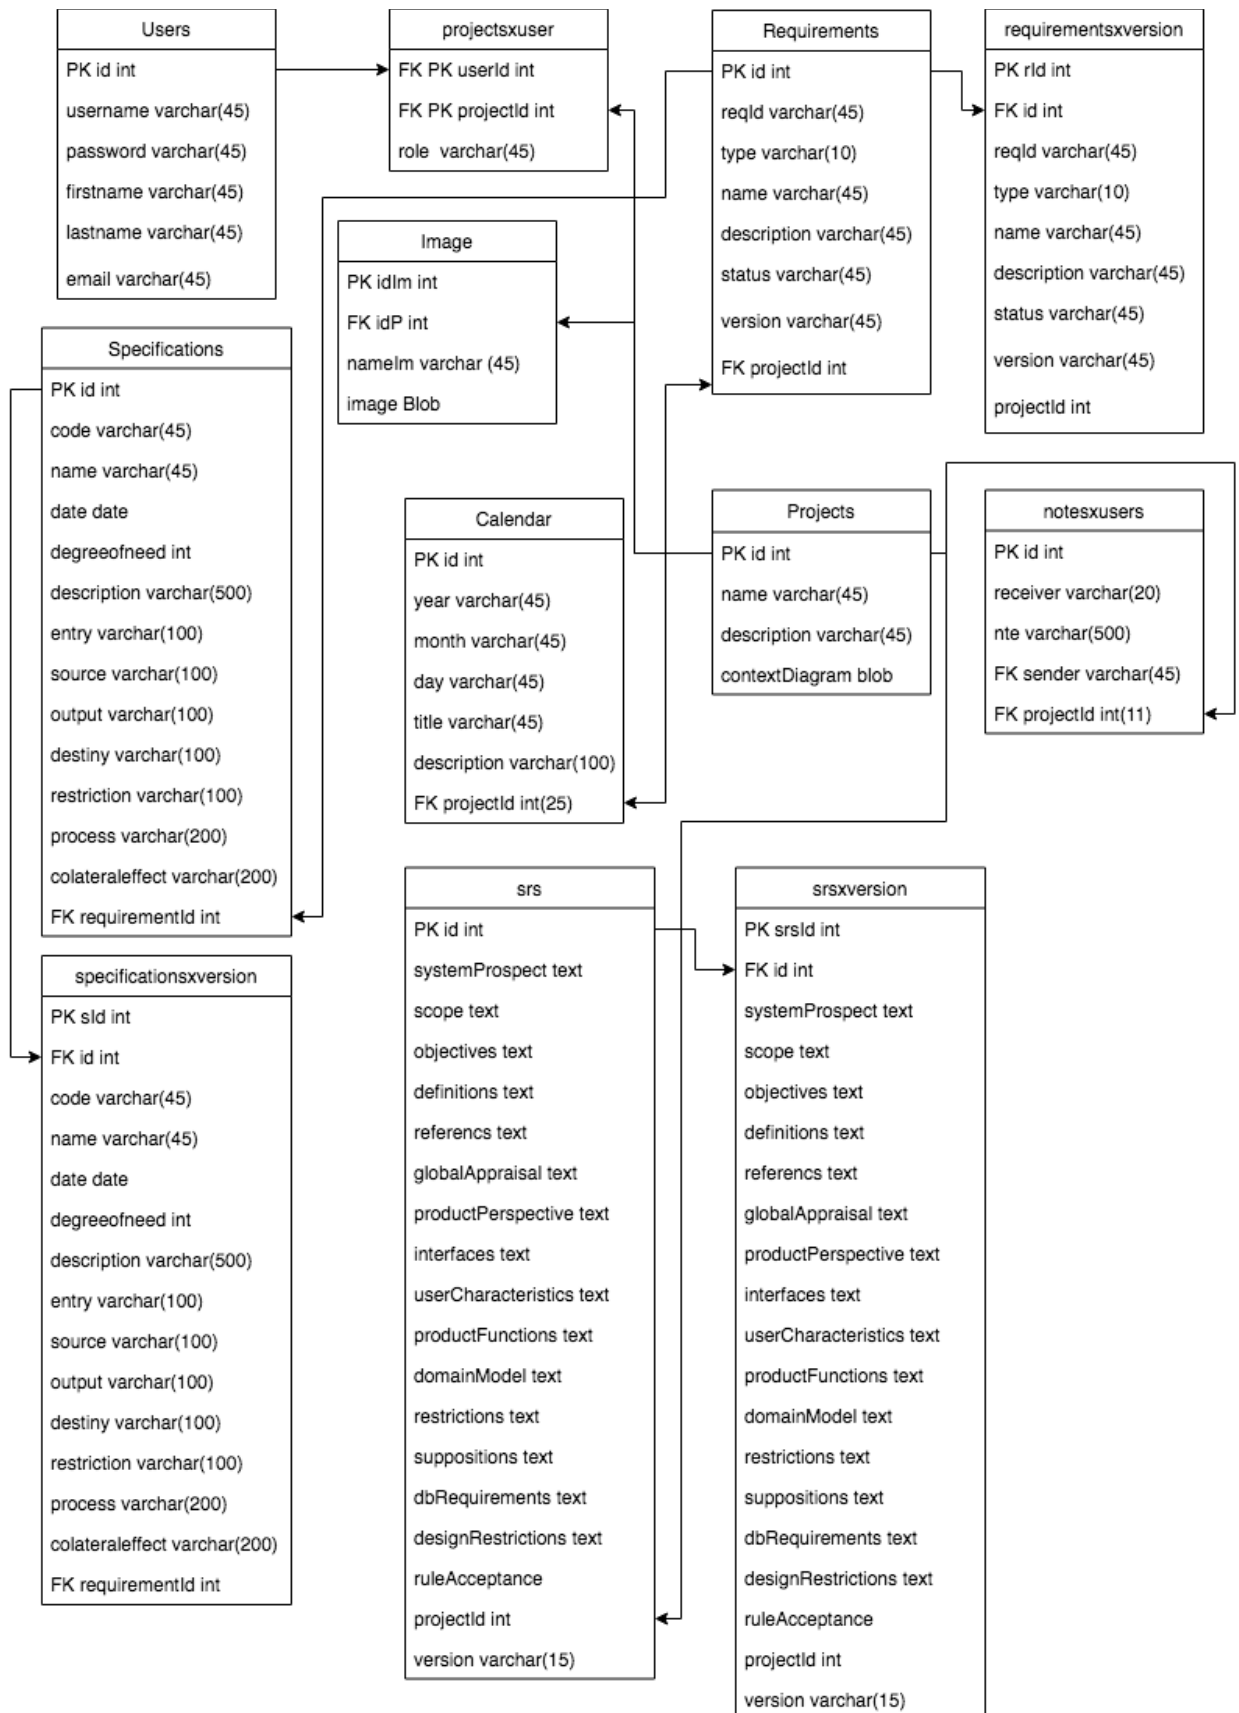 Users
PK id int
username varchar(45)
password varchar(45)
firstname varchar(45)
lastname varchar(45)
email varchar(45)
projectsxuser
FK PK userId int
FK PK projectId int
role varchar(45)
Requirements
PK id int
reqId varchar(45)
type varchar(10)
name varchar(45)
description varchar(45)
status varchar(45)
version varchar(45)
FK projectId int
requirementsxversion
PK rId int
FK id int
reqId varchar(45)
type varchar(10)
name varchar(45)
description varchar(45)
status varchar(45)
version varchar(45)
projectId int
Image
PK idIm int
FK idP int
nameIm varchar (45)
image Blob
Specifications
PK id int
code varchar(45)
name varchar(45)
date date
degreeofneed int
description varchar(500)
entry varchar(100)
source varchar(100)
output varchar(100)
destiny varchar(100)
restriction varchar(100)
process varchar(200)
colateraleffect varchar(200)
FK requirementId int
Calendar
PK id int
year varchar(45)
month varchar(45)
day varchar(45)
title varchar(45)
description varchar(100)
FK projectId int(25)
Projects
PK id int
name varchar(45)
description varchar(45)
contextDiagram blob
notesxusers
PK id int
receiver varchar(20)
nte varchar(500)
FK sender varchar(45)
FK projectId int(11)
specificationsxversion
PK sId int
FK id int
code varchar(45)
name varchar(45)
date date
degreeofneed int
description varchar(500)
entry varchar(100)
source varchar(100)
output varchar(100)
destiny varchar(100)
restriction varchar(100)
process varchar(200)
colateraleffect varchar(200)
FK requirementId int
srs
PK id int
systemProspect text
scope text
objectives text
definitions text
referencs text
globalAppraisal text
productPerspective text
interfaces text
userCharacteristics text
productFunctions text
domainModel text
restrictions text
suppositions text
dbRequirements text
designRestrictions text
ruleAcceptance
projectId int
version varchar(15)
srsxversion
PK srsId int
FK id int
systemProspect text
scope text
objectives text
definitions text
referencs text
globalAppraisal text
productPerspective text
interfaces text
userCharacteristics text
productFunctions text
domainModel text
restrictions text
suppositions text
dbRequirements text
designRestrictions text
ruleAcceptance
projectId int
version varchar(15)